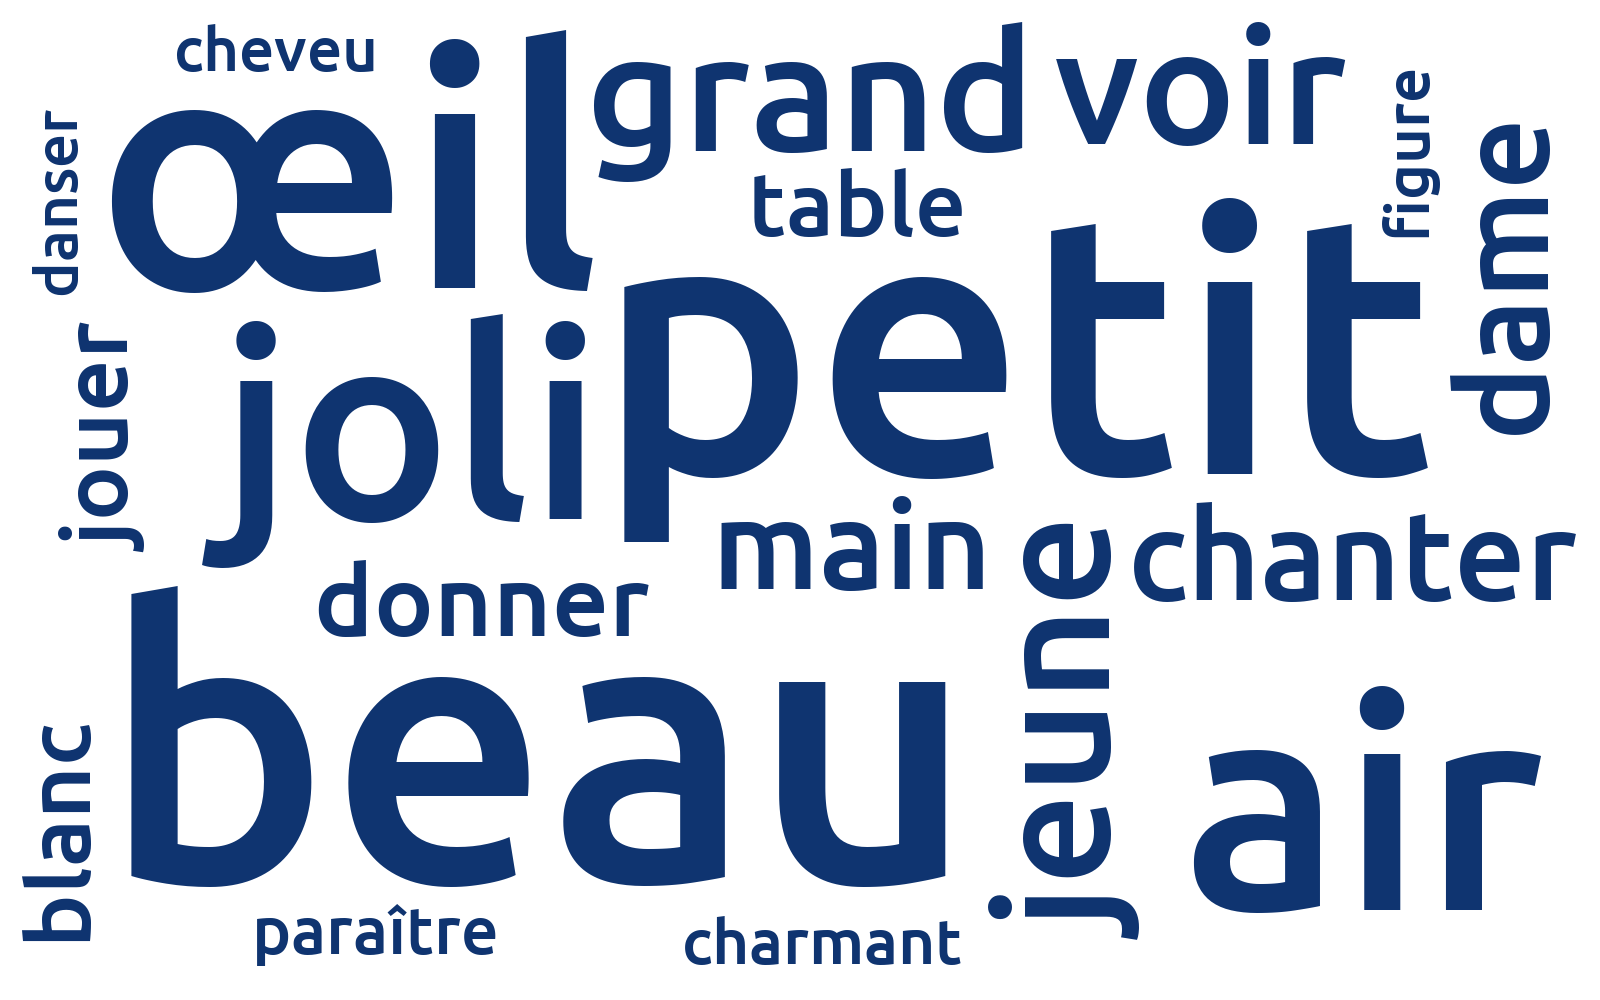 cheveu
œil
grand
voir
figure
danser
table
dame
petit
joli
jouer
main
chanter
donner
jeune
beau
air
blanc
paraître
charmant